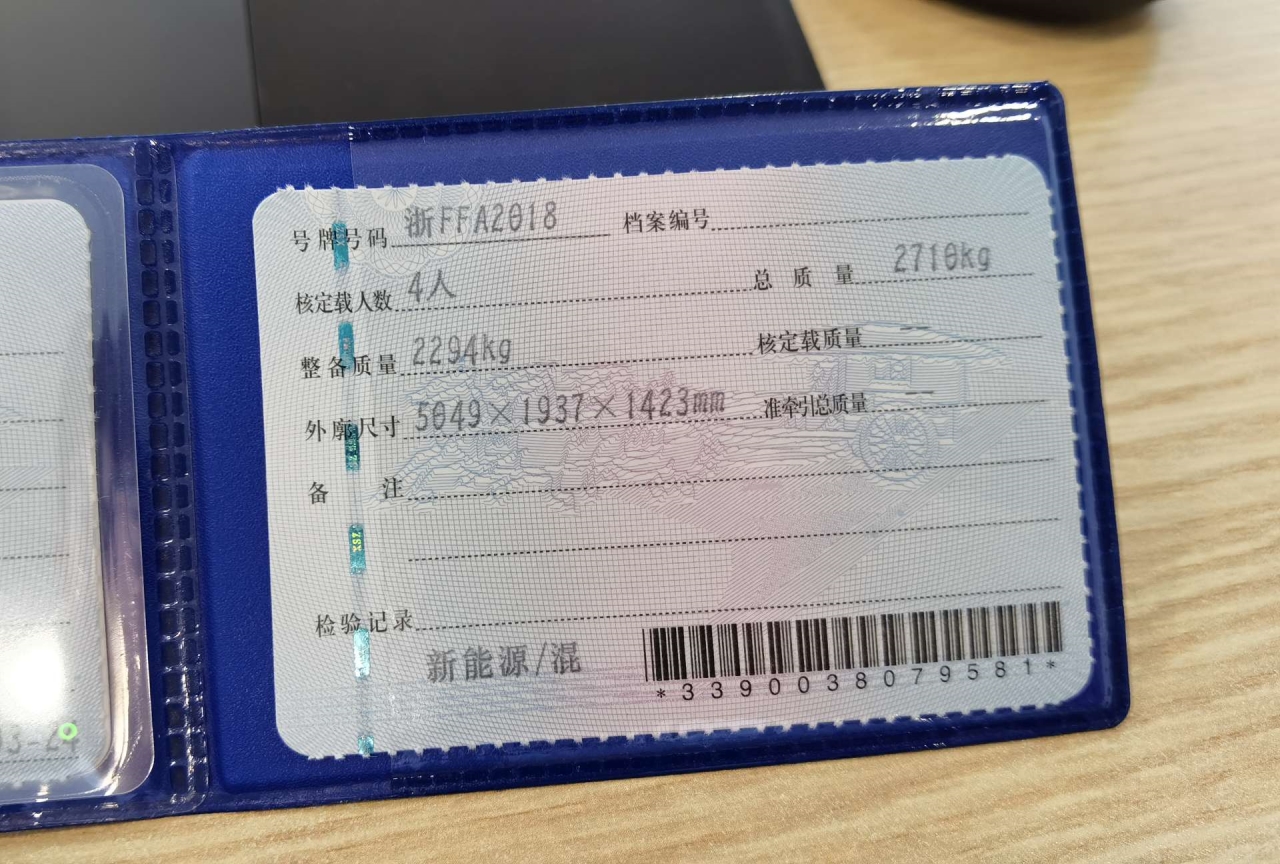 号牌号码 浙FFA2018 档案编号
核定载人数 4人 总质量 2710kg
整备质量 2294kg 核定载质量 --
外廓尺寸 5049×1937×1423mm 准牵引总质量 --
备注
检验记录
新能源/混
*3390038079581*
XSZ